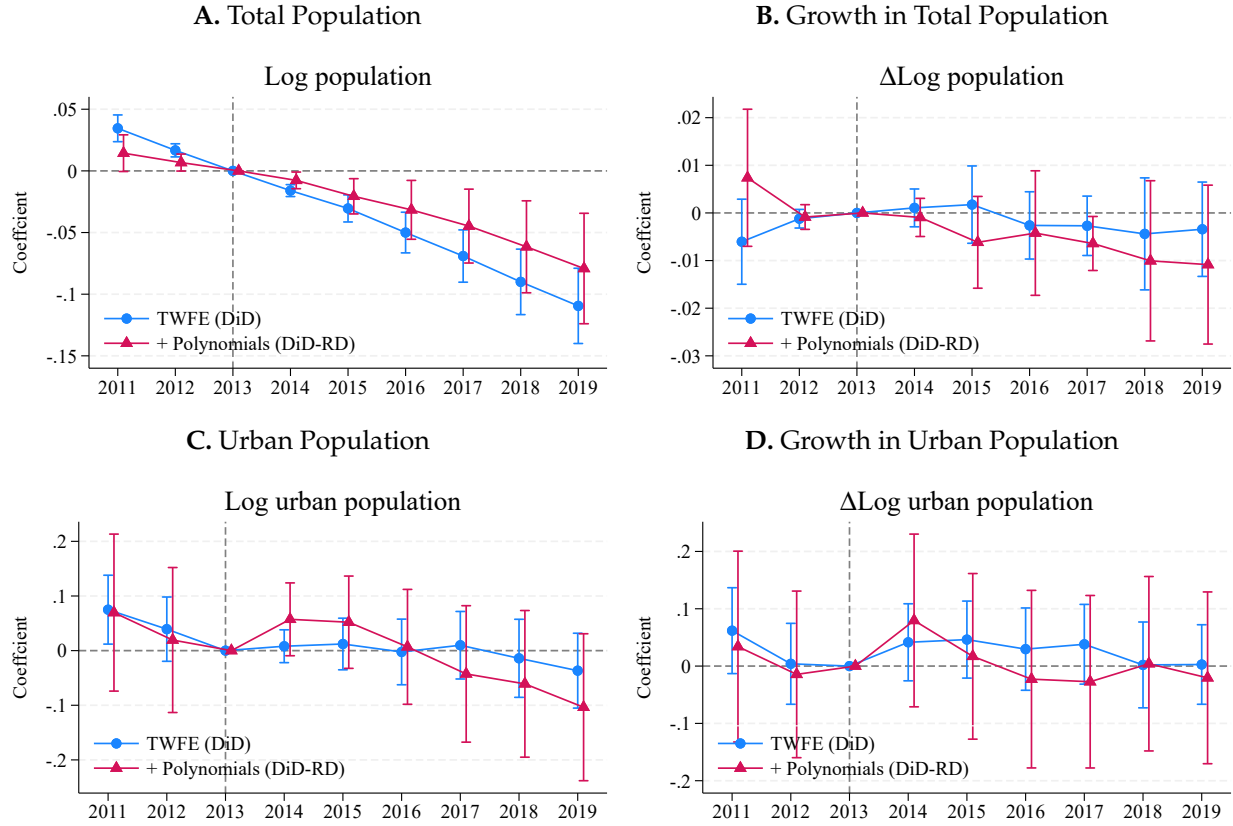 A. Total Population
Log population
Coefficient
.05
0
-.05
-.1
-.15
TWFE (DiD)
+ Polynomials (DiD-RD)
2011 2012 2013 2014 2015 2016 2017 2018 2019
B. Growth in Total Population
ΔLog population
Coefficient
.02
.01
0
-.01
-.02
-.03
TWFE (DiD)
+ Polynomials (DiD-RD)
2011 2012 2013 2014 2015 2016 2017 2018 2019
C. Urban Population
Log urban population
Coefficient
.2
.1
0
-.1
-.2
TWFE (DiD)
+ Polynomials (DiD-RD)
2011 2012 2013 2014 2015 2016 2017 2018 2019
D. Growth in Urban Population
ΔLog urban population
Coefficient
.2
.1
0
-.1
-.2
TWFE (DiD)
+ Polynomials (DiD-RD)
2011 2012 2013 2014 2015 2016 2017 2018 2019